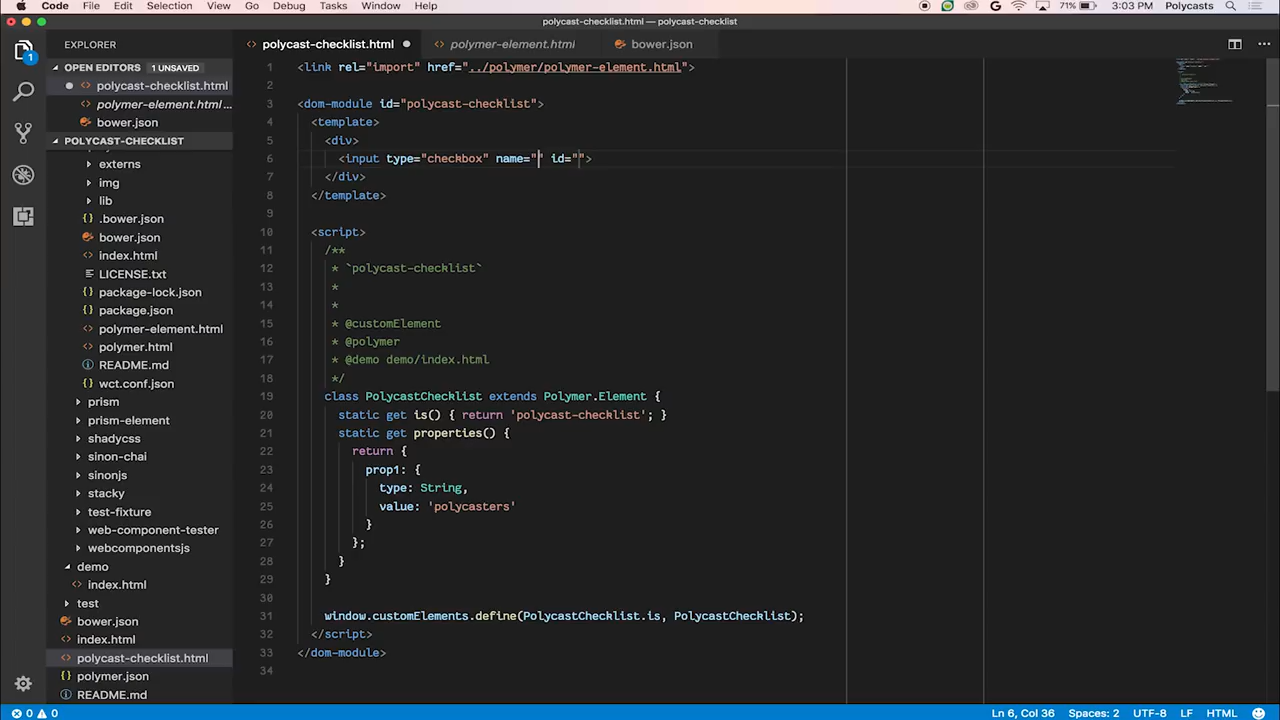 Code File Edit Selection View Go Debug Tasks Window Help 71% 3:03 PM Polycasts
polycast-checklist.html — polycast-checklist
EXPLORER
OPEN EDITORS 1 UNSAVED
polycast-checklist.html
polymer-element.html ...
bower.json
POLYCAST-CHECKLIST
externs
img
lib
.bower.json
bower.json
index.html
LICENSE.txt
package-lock.json
package.json
polymer-element.html
polymer.html
README.md
wct.conf.json
prism
prism-element
shadycss
sinon-chai
sinonjs
stacky
test-fixture
web-component-tester
webcomponentsjs
demo
index.html
test
bower.json
index.html
polycast-checklist.html
polymer.json
README.md
polycast-checklist.html polymer-element.html bower.json
1 <link rel="import" href="../polymer/polymer-element.html">
2
3 <dom-module id="polycast-checklist">
4 <template>
5 <div>
6 <input type="checkbox" name="" id="">
7 </div>
8 </template>
9
10 <script>
11 /**
12 * `polycast-checklist`
13 *
14 *
15 * @customElement
16 * @polymer
17 * @demo demo/index.html
18 */
19 class PolycastChecklist extends Polymer.Element {
20 static get is() { return 'polycast-checklist'; }
21 static get properties() {
22 return {
23 prop1: {
24 type: String,
25 value: 'polycasters'
26 }
27 };
28 }
29 }
30
31 window.customElements.define(PolycastChecklist.is, PolycastChecklist);
32 </script>
33 </dom-module>
34
1
0 0 Ln 6, Col 36 Spaces: 2 UTF-8 LF HTML